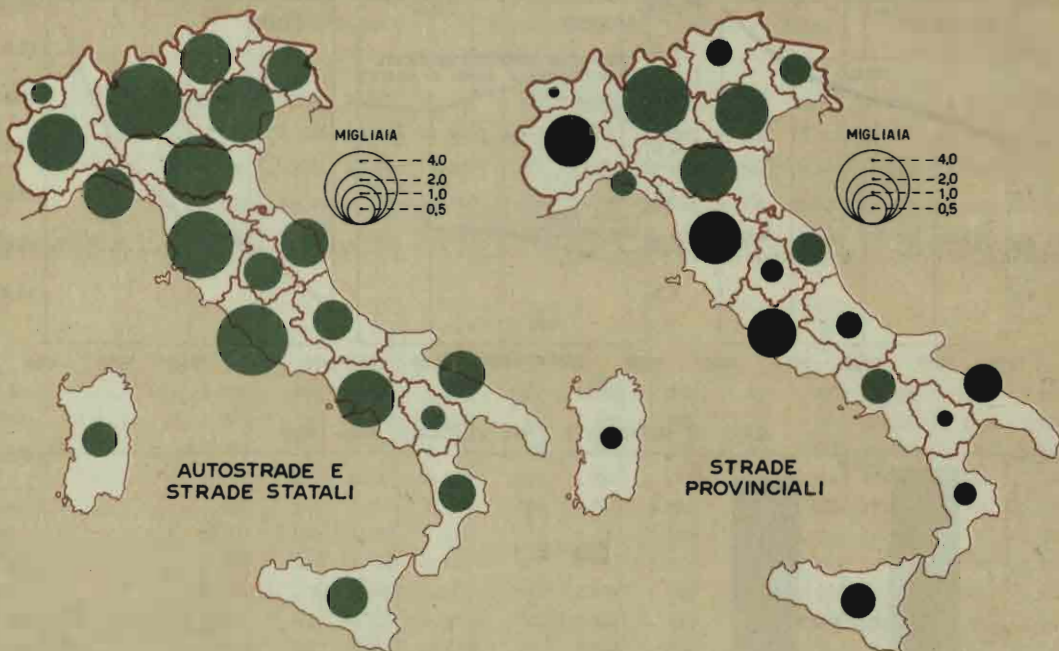 MIGLIAIA
4,0
2,0
1,0
0,5
AUTOSTRADE E
STRADE STATALI
MIGLIAIA
4,0
2,0
1,0
0,5
STRADE
PROVINCIALI